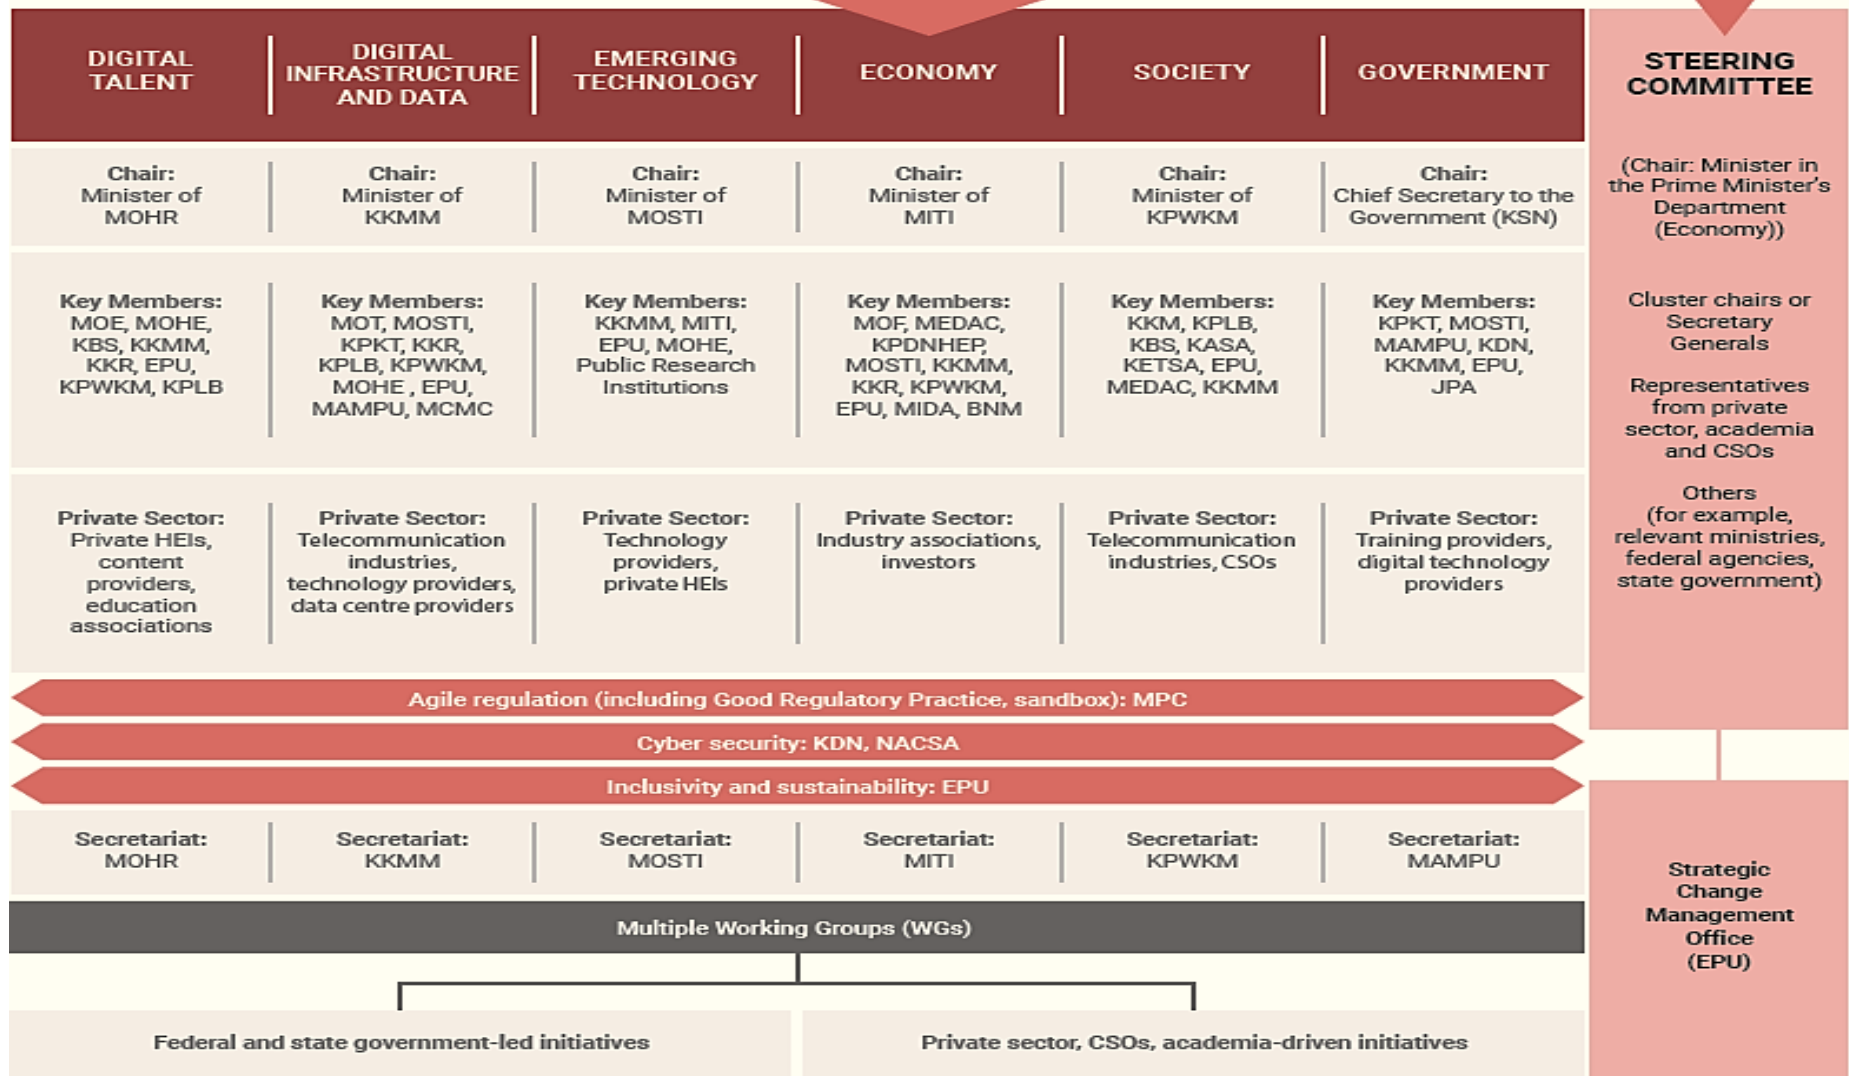 DIGITAL
TALENT
DIGITAL
INFRASTRUCTURE
AND DATA
EMERGING
TECHNOLOGY
ECONOMY
SOCIETY
GOVERNMENT
STEERING
COMMITTEE
Chair:
Minister of
MOHR
Chair:
Minister of
KKMM
Chair:
Minister of
MOSTI
Chair:
Minister of
MITI
Chair:
Minister of
KPWKM
Chair:
Chief Secretary to the
Government (KSN)
(Chair: Minister in
the Prime Minister's
Department
(Economy))
Key Members:
MOE, MOHE,
KBS, KKMM,
KKR, EPU,
KPWKM, KPLB
Key Members:
MOT, MOSTI,
KPKT, KKR,
KPLB, KPWKM,
MOHE , EPU,
MAMPU, MCMC
Key Members:
KKMM, MITI,
EPU, MOHE,
Public Research
Institutions
Key Members:
MOF, MEDAC,
KPDNHEP,
MOSTI, KKMM,
KKR, KPWKM,
EPU, MIDA, BNM
Key Members:
KKM, KPLB,
KBS, KASA,
KETSA, EPU,
MEDAC, KKMM
Key Members:
KPKT, MOSTI,
MAMPU, KDN,
KKMM, EPU,
JPA
Cluster chairs or
Secretary
Generals
Representatives
from private
sector, academia
and CSOs
Others
(for example,
relevant ministries,
federal agencies,
state government)
Private Sector:
Private HEIs,
content
providers,
education
associations
Private Sector:
Telecommunication
industries,
technology providers,
data centre providers
Private Sector:
Technology
providers,
private HEIs
Private Sector:
Industry associations,
investors
Private Sector:
Telecommunication
industries, CSOs
Private Sector:
Training providers,
digital technology
providers
Agile regulation (including Good Regulatory Practice, sandbox): MPC
Cyber security: KDN, NACSA
Inclusivity and sustainability: EPU
Secretariat:
MOHR
Secretariat:
KKMM
Secretariat:
MOSTI
Secretariat:
MITI
Secretariat:
KPWKM
Secretariat:
MAMPU
Strategic
Change
Management
Office
(EPU)
Multiple Working Groups (WGs)
Federal and state government-led initiatives
Private sector, CSOs, academia-driven initiatives